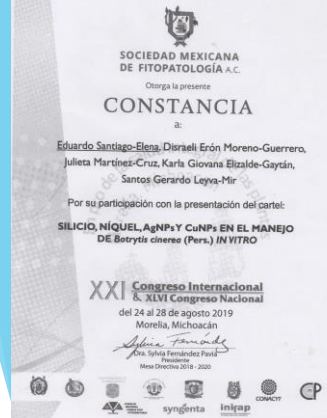 SOCIEDAD MEXICANA
DE FITOPATOLOGÍA A.C.
Otorga la presente
CONSTANCIA
a:
Eduardo Santiago-Elena, Disraeli Erón Moreno-Guerrero,
Julieta Martínez-Cruz, Karla Giovana Elizalde-Gaytán,
Santos Gerardo Leyva-Mir
Por su participación con la presentación del cartel:
SILICIO, NÍQUEL, AgNPs Y CuNPs EN EL MANEJO
DE Botrytis cinerea (Pers.) IN VITRO
XXI Congreso Internacional
& XLVI Congreso Nacional
del 24 al 28 de agosto 2019
Morelia, Michoacán
Dra. Sylvia Fernández Pavía
Presidente
Mesa Directiva 2018 - 2020
CONACYT
CP
syngenta
inifap